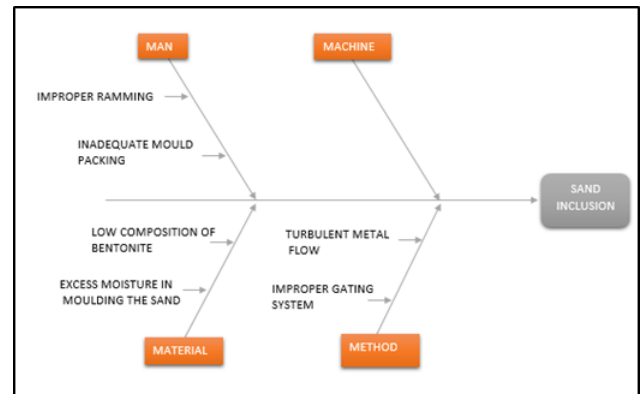 MAN
MACHINE
IMPROPER RAMMING
INADEQUATE MOULD
PACKING
SAND
INCLUSION
LOW COMPOSITION OF
BENTONITE
TURBULENT METAL
FLOW
EXCESS MOISTURE IN
MOULDING THE SAND
IMPROPER GATING
SYSTEM
MATERIAL
METHOD